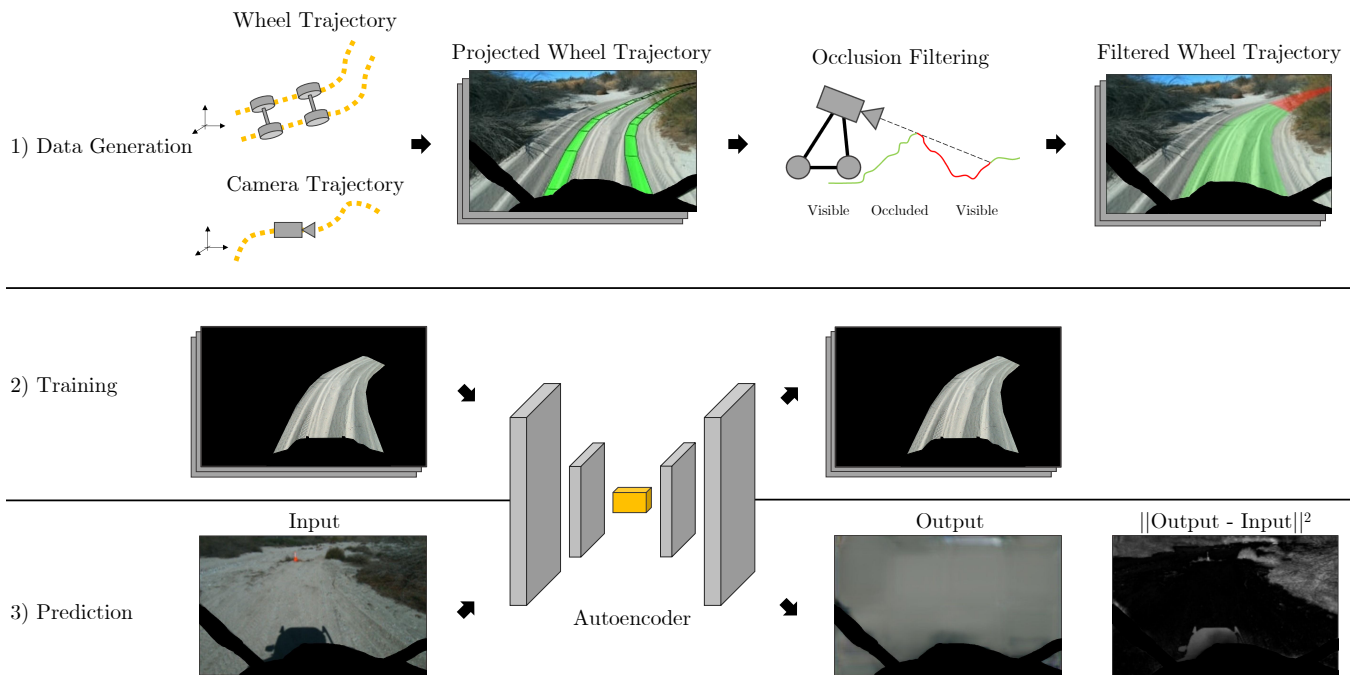 Wheel Trajectory
Projected Wheel Trajectory
Occlusion Filtering
Filtered Wheel Trajectory
1) Data Generation
Camera Trajectory
Visible
Occluded
Visible
2) Training
Input
Output
||Output - Input||²
3) Prediction
Autoencoder